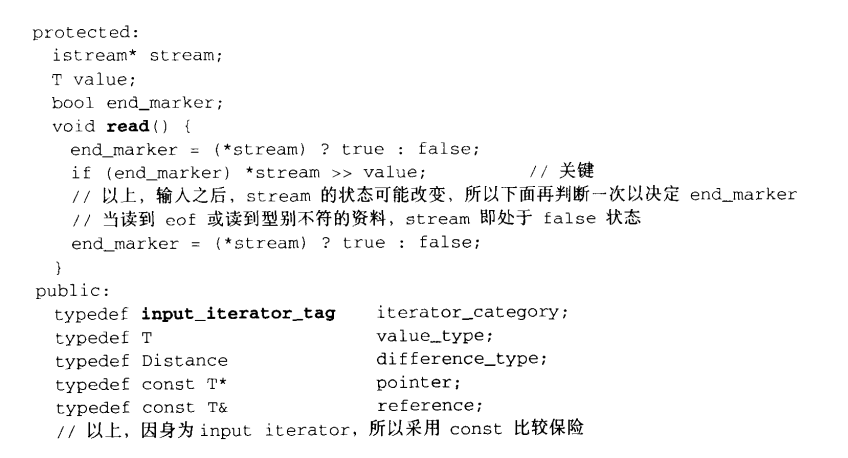 protected:
  istream* stream;
  T value;
  bool end_marker;
  void read() {
    end_marker = (*stream) ? true : false;
    if (end_marker) *stream >> value;          // 关键
    // 以上，输入之后，stream 的状态可能改变，所以下面再判断一次以决定 end_marker
    // 当读到 eof 或读到型别不符的资料，stream 即处于 false 状态
    end_marker = (*stream) ? true : false;
  }
public:
  typedef input_iterator_tag    iterator_category;
  typedef T                     value_type;
  typedef Distance              difference_type;
  typedef const T*              pointer;
  typedef const T&              reference;
  // 以上，因身为 input iterator，所以采用 const 比较保险